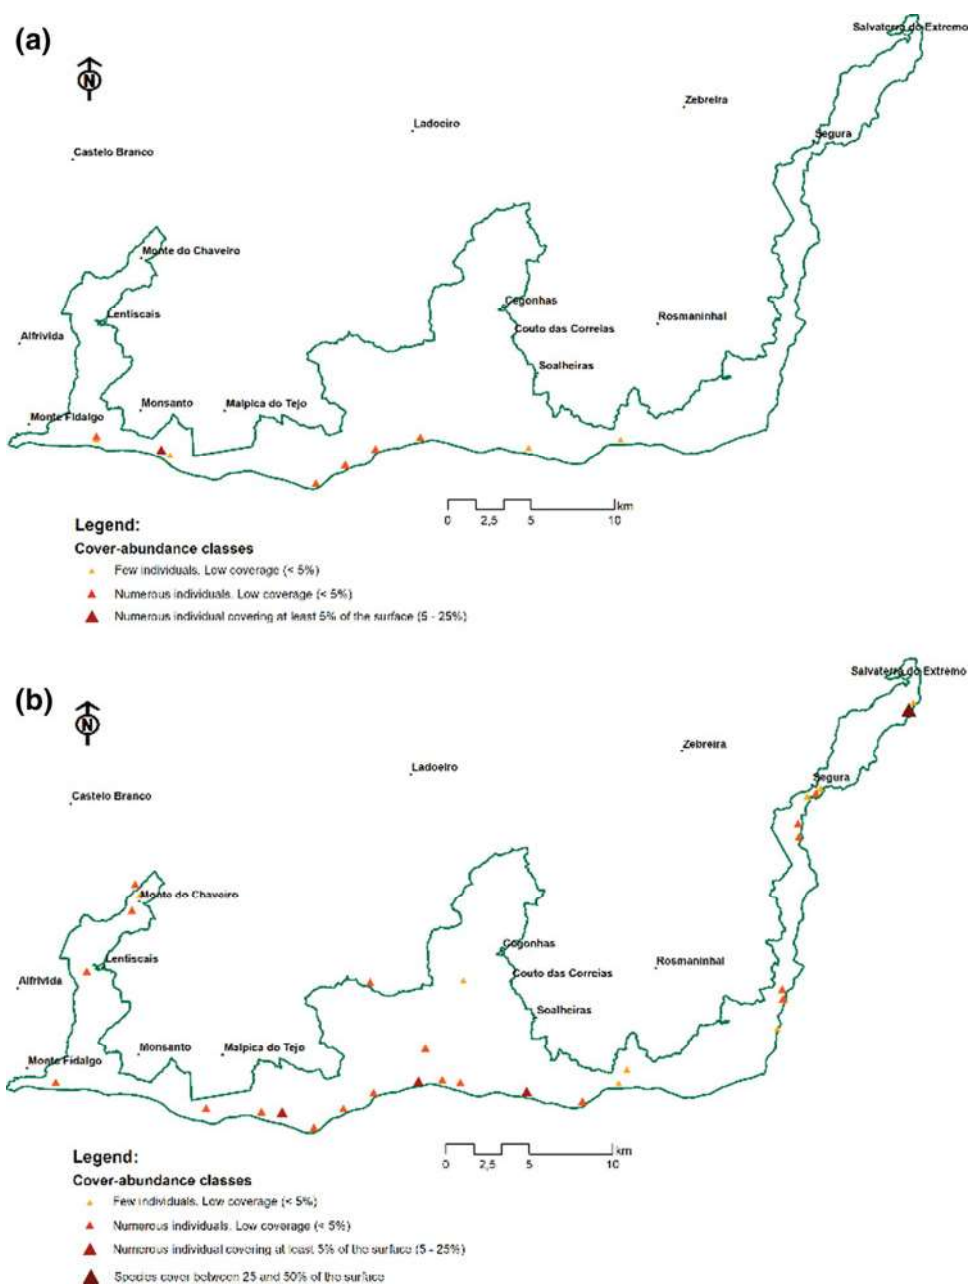 (a)
N
Salvaterra do Extremo
Zebreira
Ladoeiro
Segura
Castelo Branco
Monte do Chaveiro
Cegonhas
Lentiscais
Rosmaninhal
Couto das Correias
Alfrivida
Soalheiras
Monsanto
Malpica do Tejo
Monte Fidalgo
km
0 2,5 5 10
Legend:
Cover-abundance classes
Few individuals. Low coverage (< 5%)
Numerous individuals. Low coverage (< 5%)
Numerous individual covering at least 5% of the surface (5 - 25%)
(b)
N
Salvaterra do Extremo
Zebreira
Ladoeiro
Segura
Castelo Branco
Monte do Chaveiro
Cegonhas
Lentiscais
Rosmaninhal
Couto das Correias
Alfrivida
Soalheiras
Monsanto
Malpica do Tejo
Monte Fidalgo
km
0 2,5 5 10
Legend:
Cover-abundance classes
Few individuals. Low coverage (< 5%)
Numerous individuals. Low coverage (< 5%)
Numerous individual covering at least 5% of the surface (5 - 25%)
Species cover between 25 and 50% of the surface